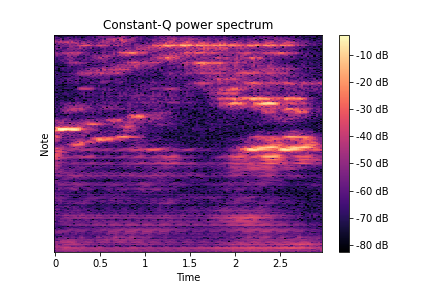 Constant-Q power spectrum
-10 dB
-20 dB
-30 dB
-40 dB
-50 dB
-60 dB
-70 dB
-80 dB
Note
0
0.5
1
1.5
2
2.5
Time